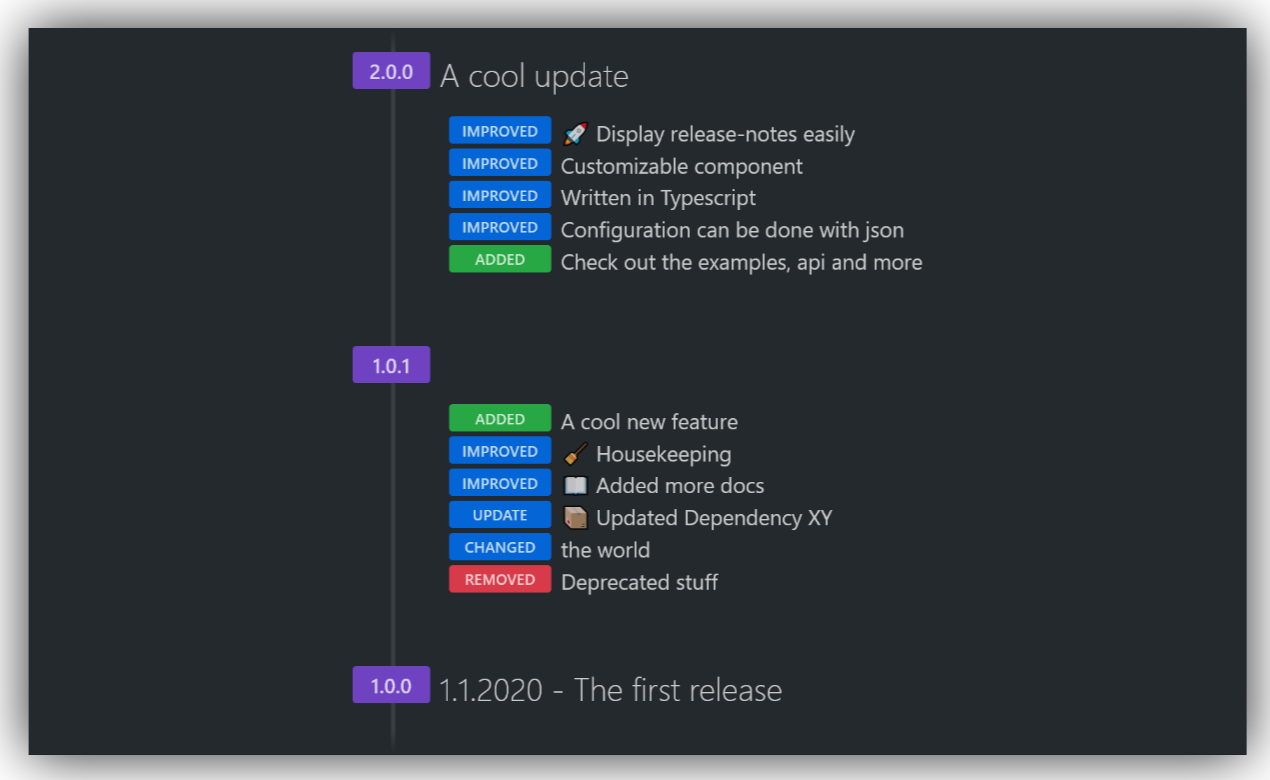 2.0.0 A cool update
IMPROVED 🚀 Display release-notes easily
IMPROVED Customizable component
IMPROVED Written in Typescript
IMPROVED Configuration can be done with json
ADDED Check out the examples, api and more
1.0.1
ADDED A cool new feature
IMPROVED 🧹 Housekeeping
IMPROVED 📖 Added more docs
UPDATE 📦 Updated Dependency XY
CHANGED the world
REMOVED Deprecated stuff
1.0.0 1.1.2020 - The first release